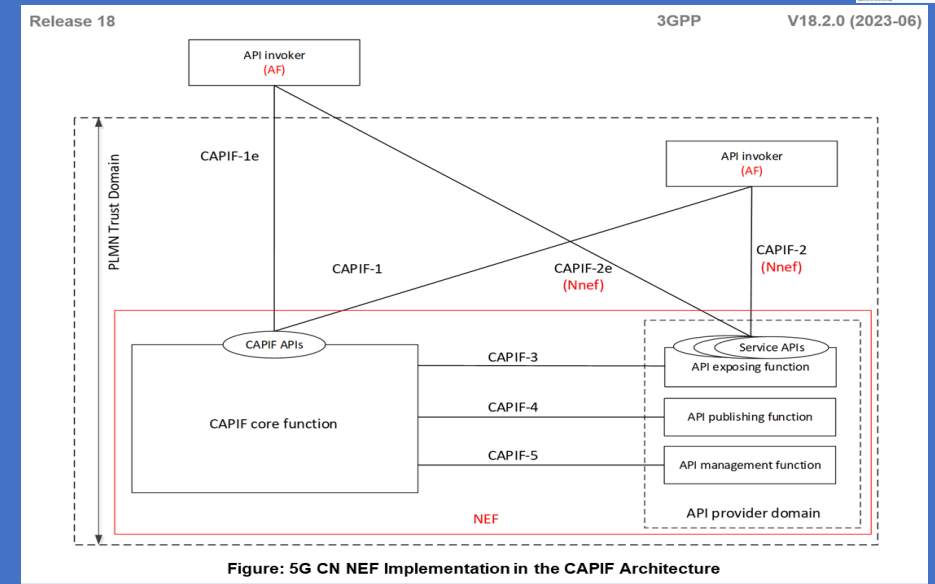 Release 18
3GPP
V18.2.0 (2023-06)
API invoker
(AF)
CAPIF-1e
PLMN Trust Domain
API invoker
(AF)
CAPIF-1
CAPIF-2e
(Nnef)
CAPIF-2
(Nnef)
CAPIF APIs
Service APIs
API exposing function
CAPIF-3
CAPIF core function
CAPIF-4
API publishing function
CAPIF-5
API management function
API provider domain
NEF
Figure: 5G CN NEF Implementation in the CAPIF Architecture